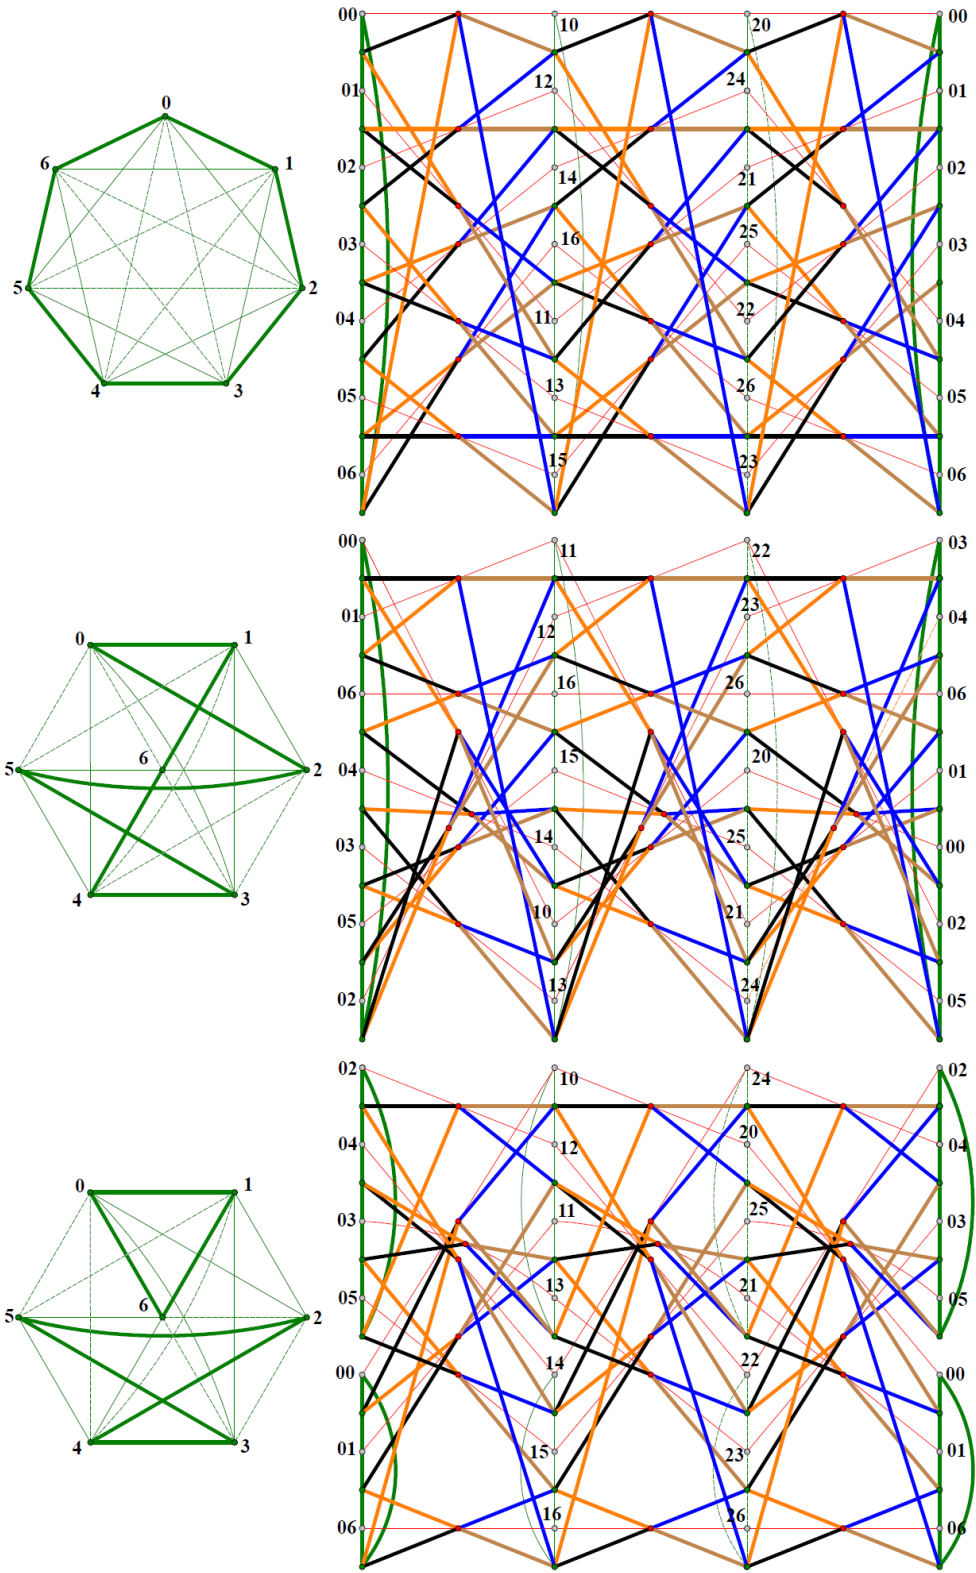 00 10 20 00
01 12 24 01
0
6 1
02 14 21 02
03 16 25 03
5 2
04 11 22 04
4 3
05 13 26 05
06 15 23 06
00 11 22 03
01 12 23 04
0 1
06 16 26 06
5 6 2
04 15 20 01
03 14 25 00
4 3
05 10 21 02
02 13 24 05
02 10 24 02
04 12 20 04
0 1
03 11 25 03
05 13 21 05
5 6 2
00 14 22 00
4 3
01 15 23 01
06 16 26 06